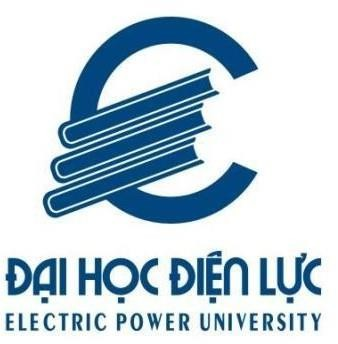 ĐẠI HỌC ĐIỆN LỰC
ELECTRIC POWER UNIVERSITY